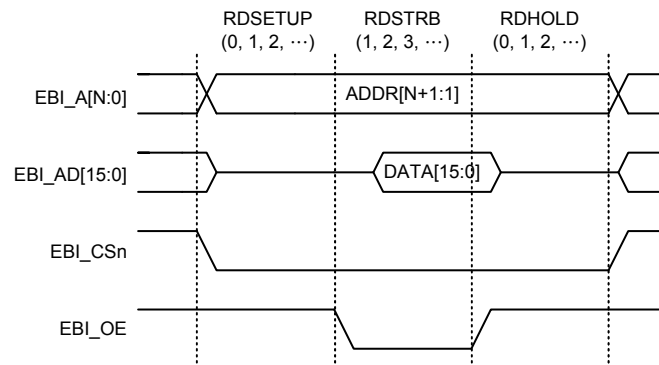 RDSETUP RDSTRB RDHOLD
(0, 1, 2, ⋯) (1, 2, 3, ⋯) (0, 1, 2, ⋯)
EBI_A[N:0] ADDR[N+1:1]
EBI_AD[15:0] DATA[15:0]
EBI_CSn
EBI_OE